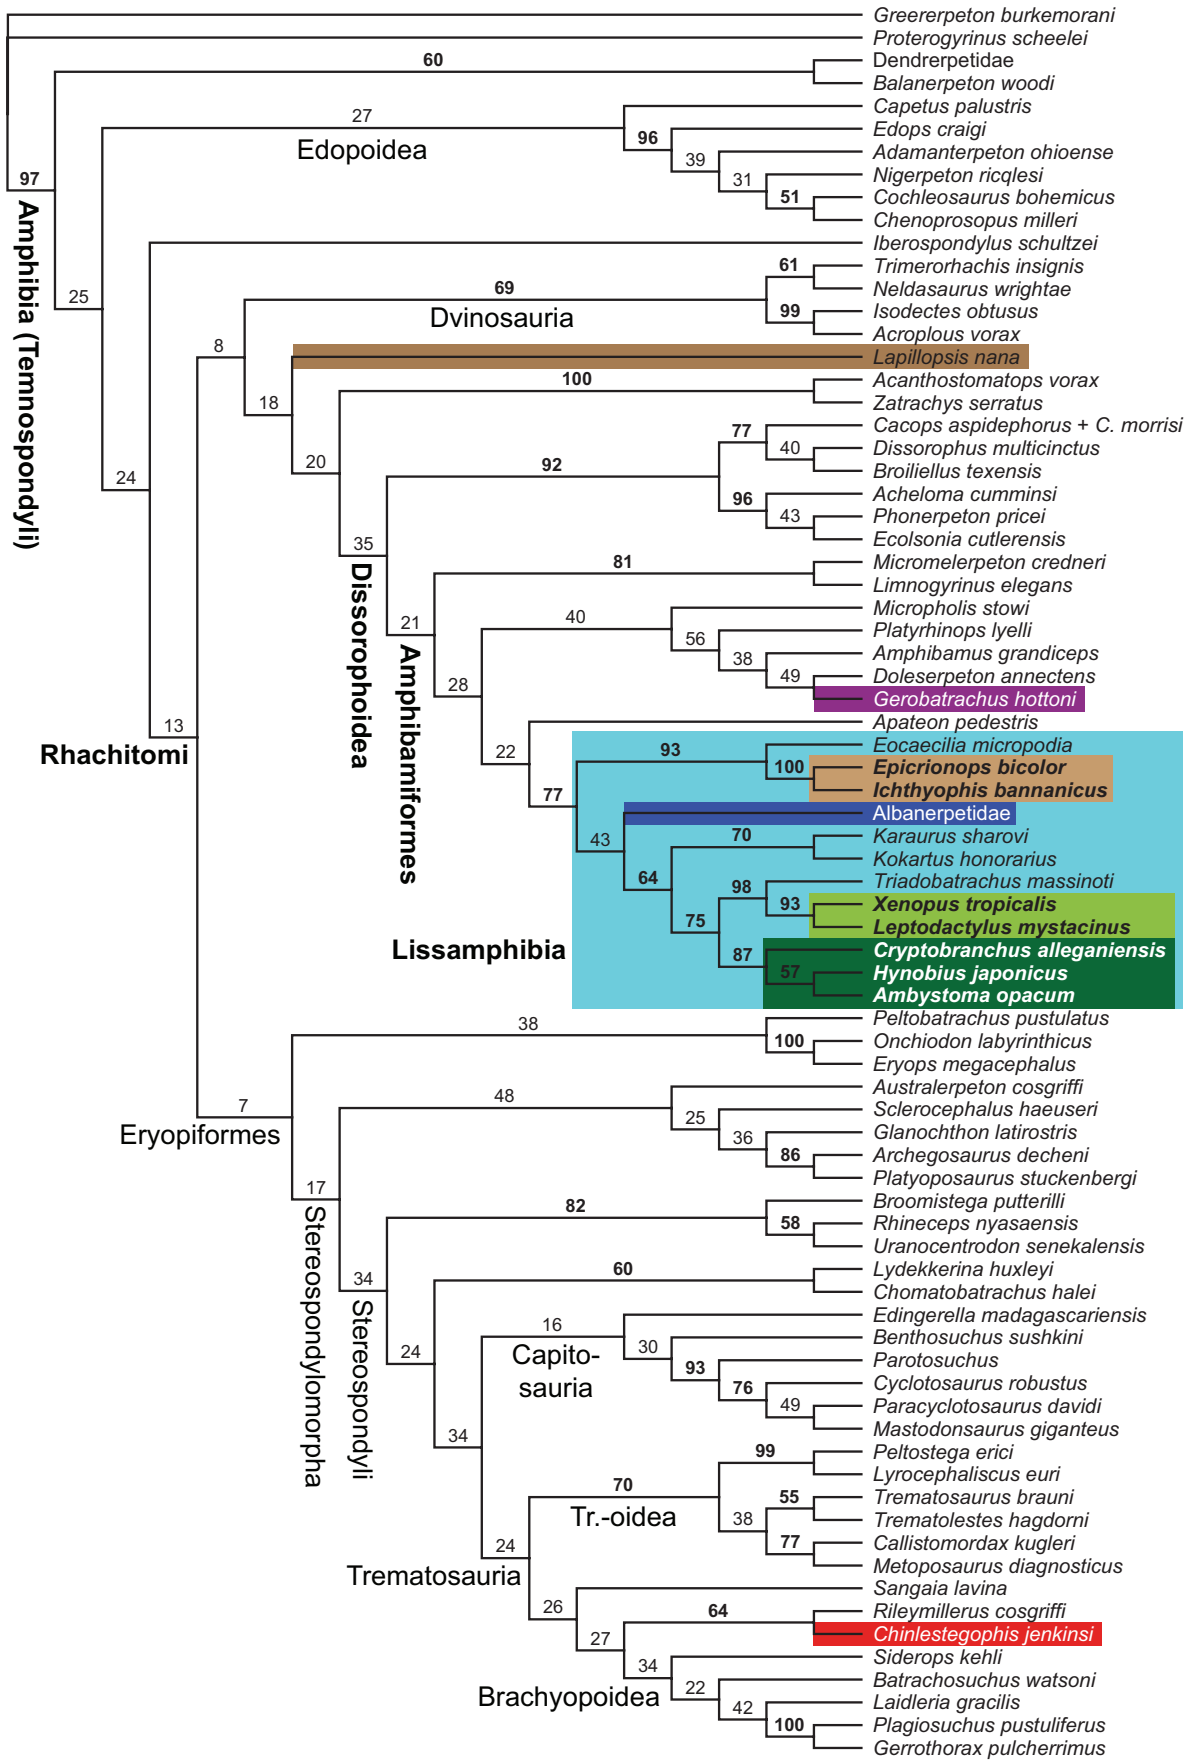 Greererpeton burkemorani
Proterogyrinus scheelei
60
Dendrerpetidae
Balanerpeton woodi
27
Capetus palustris
Edopoidea
96
Edops craigi
39
Adamanterpeton ohioense
31
Nigerpeton ricqlesi
51
Cochleosaurus bohemicus
Chenoprosopus milleri
97
Amphibia (Temnospondyli)
Iberospondylus schultzei
25
69
61
Trimerorhachis insignis
Neldasaurus wrightae
Dvinosauria
99
Isodectes obtusus
Acroplous vorax
8
Lapillopsis nana
18
100
Acanthostomatops vorax
Zatrachys serratus
20
24
92
77
Cacops aspidephorus + C. morrisi
40
Dissorophus multicinctus
Broiliellus texensis
96
Acheloma cumminsi
43
Phonerpeton pricei
Ecolsonia cutlerensis
35
Dissorophoidea
81
Micromelerpeton credneri
Limnogyrinus elegans
21
Amphibamiformes
40
Micropholis stowi
56
Platyrhinops lyelli
38
Amphibamus grandiceps
49
Doleserpeton annectens
Gerobatrachus hottoni
28
13
Rhachitomi
22
Apateon pedestris
93
Eocaecilia micropodia
100
Epicrionops bicolor
Ichthyophis bannanicus
77
Albanerpetidae
43
70
Karaurus sharovi
Kokartus honorarius
64
98
Triadobatrachus massinoti
93
Xenopus tropicalis
Leptodactylus mystacinus
75
Lissamphibia
87
Cryptobranchus alleganiensis
57
Hynobius japonicus
Ambystoma opacum
38
Peltobatrachus pustulatus
100
Onchiodon labyrinthicus
Eryops megacephalus
7
Eryopiformes
48
Australerpeton cosgriffi
25
Sclerocephalus haeuseri
36
Glanochthon latirostris
86
Archegosaurus decheni
Platyoposaurus stuckenbergi
17
Stereospondylomorpha
82
Broomistega putterilli
58
Rhineceps nyasaensis
Uranocentrodon senekalensis
34
Stereospondyli
60
Lydekkerina huxleyi
Chomatobatrachus halei
24
16
Edingerella madagascariensis
Capito-
sauria
30
Benthosuchus sushkini
93
Parotosuchus
76
Cyclotosaurus robustus
49
Paracyclotosaurus davidi
Mastodonsaurus giganteus
34
99
Peltostega erici
Lyrocephaliscus euri
70
Tr.-oidea
55
Trematosaurus brauni
38
Trematolestes hagdorni
77
Callistomordax kugleri
Metoposaurus diagnosticus
24
Trematosauria
26
Sangaia lavina
64
Rileymillerus cosgriffi
Chinlestegophis jenkinsi
27
34
Siderops kehli
Brachyopoidea
22
Batrachosuchus watsoni
42
Laidleria gracilis
100
Plagiosuchus pustuliferus
Gerrothorax pulcherrimus